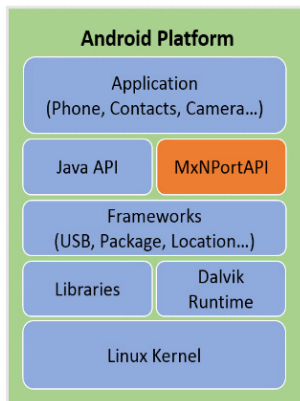 Android Platform
Application
(Phone, Contacts, Camera...)
Java API
MxNPortAPI
Frameworks
(USB, Package, Location...)
Libraries
Dalvik
Runtime
Linux Kernel